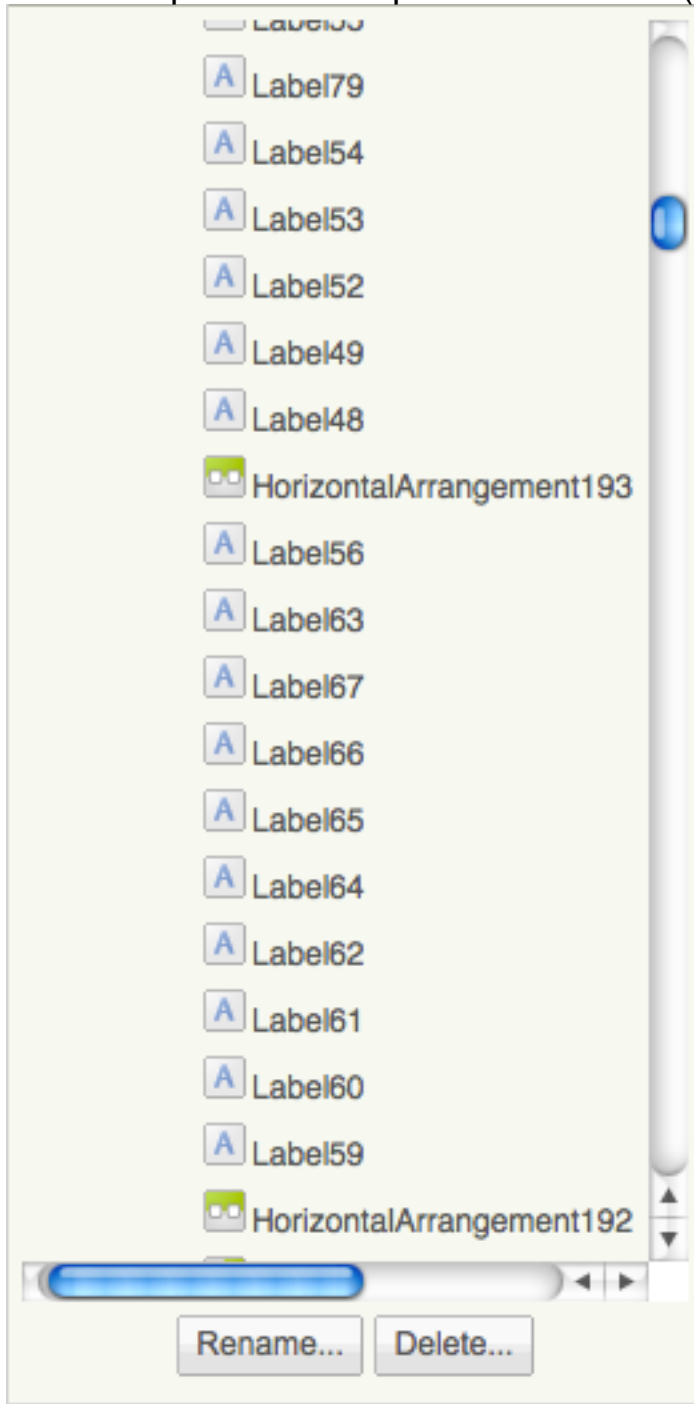 Label79
Label54
Label53
Label52
Label49
Label48
HorizontalArrangement193
Label56
Label63
Label67
Label66
Label65
Label64
Label62
Label61
Label60
Label59
HorizontalArrangement192
Rename... Delete...